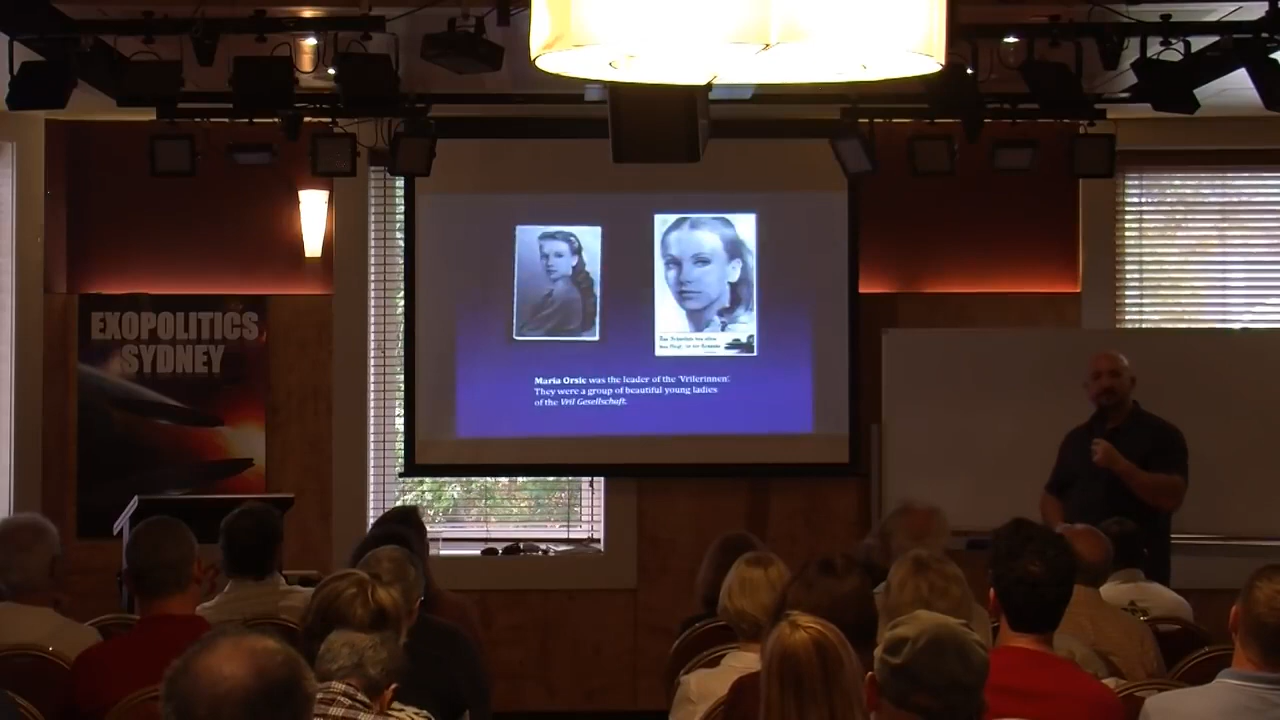 EXOPOLITICS
SYDNEY
Maria Orsic was the leader of the 'Vrilerinnen'.
They were a group of beautiful young ladies
of the Vril Gesellschaft.